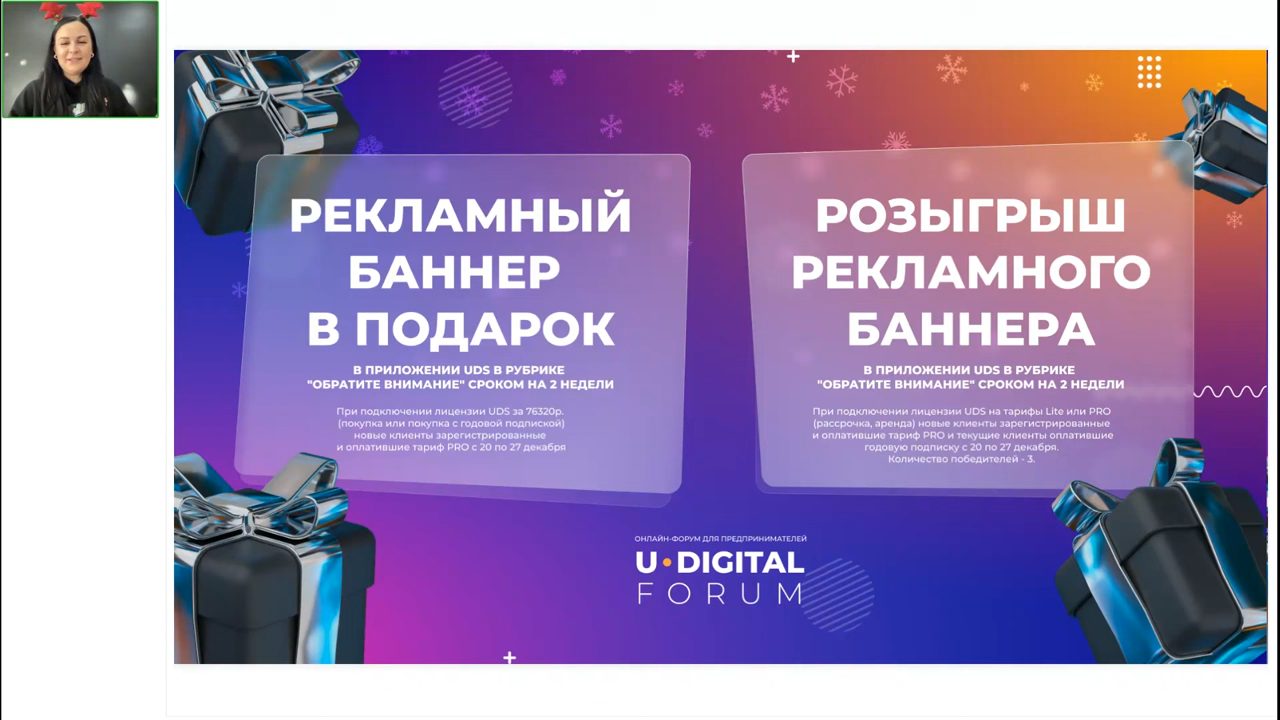 РЕКЛАМНЫЙ
БАННЕР
В ПОДАРОК
В ПРИЛОЖЕНИИ UDS В РУБРИКЕ
"ОБРАТИТЕ ВНИМАНИЕ" СРОКОМ НА 2 НЕДЕЛИ
При подключении лицензии UDS за 76320р.
(покупка или покупка с годовой подпиской)
новые клиенты зарегистрированные
и оплатившие тариф PRO с 20 по 27 декабря
РОЗЫГРЫШ
РЕКЛАМНОГО
БАННЕРА
В ПРИЛОЖЕНИИ UDS В РУБРИКЕ
"ОБРАТИТЕ ВНИМАНИЕ" СРОКОМ НА 2 НЕДЕЛИ
При подключении лицензии UDS на тарифы Lite или PRO
(рассрочка, аренда) новые клиенты зарегистрированные
и оплатившие тариф PRO и текущие клиенты оплатившие
годовую подписку с 20 по 27 декабря.
Количество победителей - 3.
ОНЛАЙН-ФОРУМ ДЛЯ ПРЕДПРИНИМАТЕЛЕЙ
U•DIGITAL
FORUM